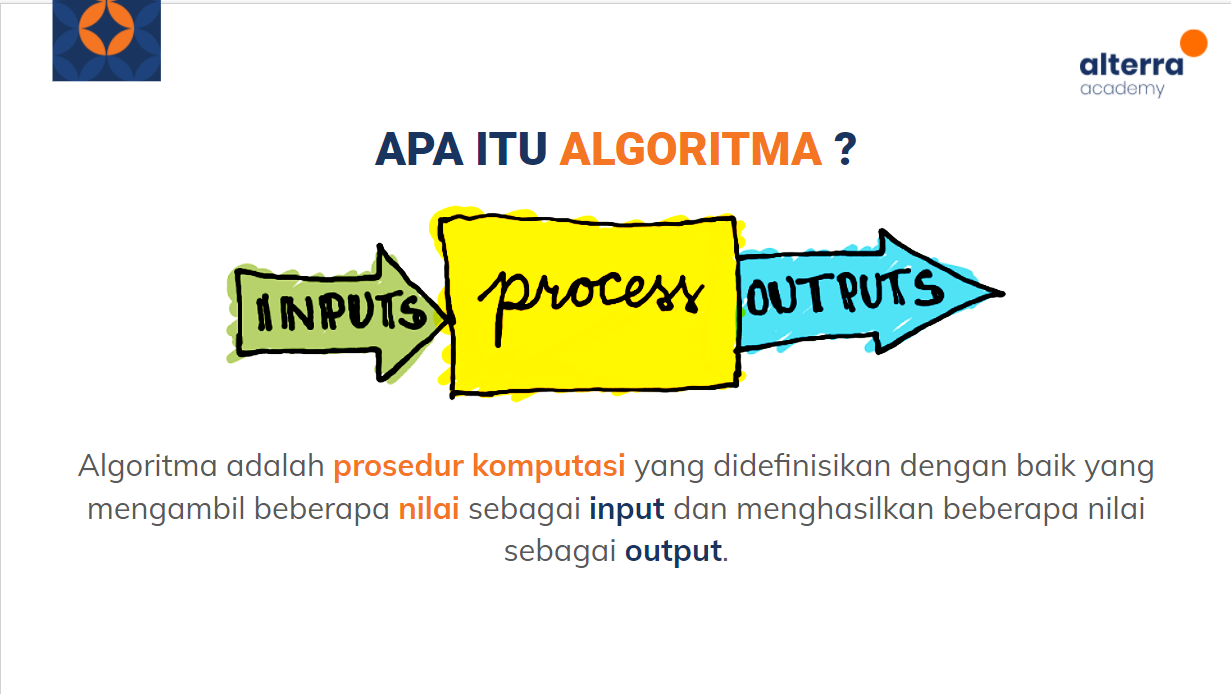 alterra
academy
APA ITU ALGORITMA ?
INPUTS
process
OUTPUTS
Algoritma adalah prosedur komputasi yang didefinisikan dengan baik yang
mengambil beberapa nilai sebagai input dan menghasilkan beberapa nilai
sebagai output.